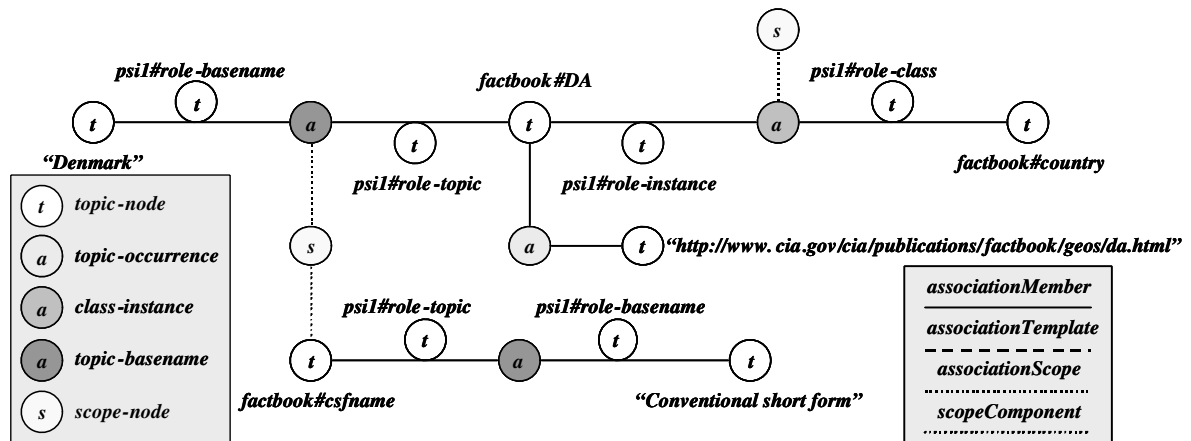 s
psi1#role-basename
factbook#DA
psi1#role-class
t
t
a
t
t
t
a
t
t
"Denmark"
psi1#role-topic
psi1#role-instance
factbook#country
t topic-node
a topic-occurrence
a class-instance
a topic-basename
s scope-node
s
a
t
"http://www. cia.gov/cia/publications/factbook/geos/da.html"
psi1#role-topic
psi1#role-basename
t
t
t
a
t
factbook#csfname
"Conventional short form"
associationMember
associationTemplate
associationScope
scopeComponent